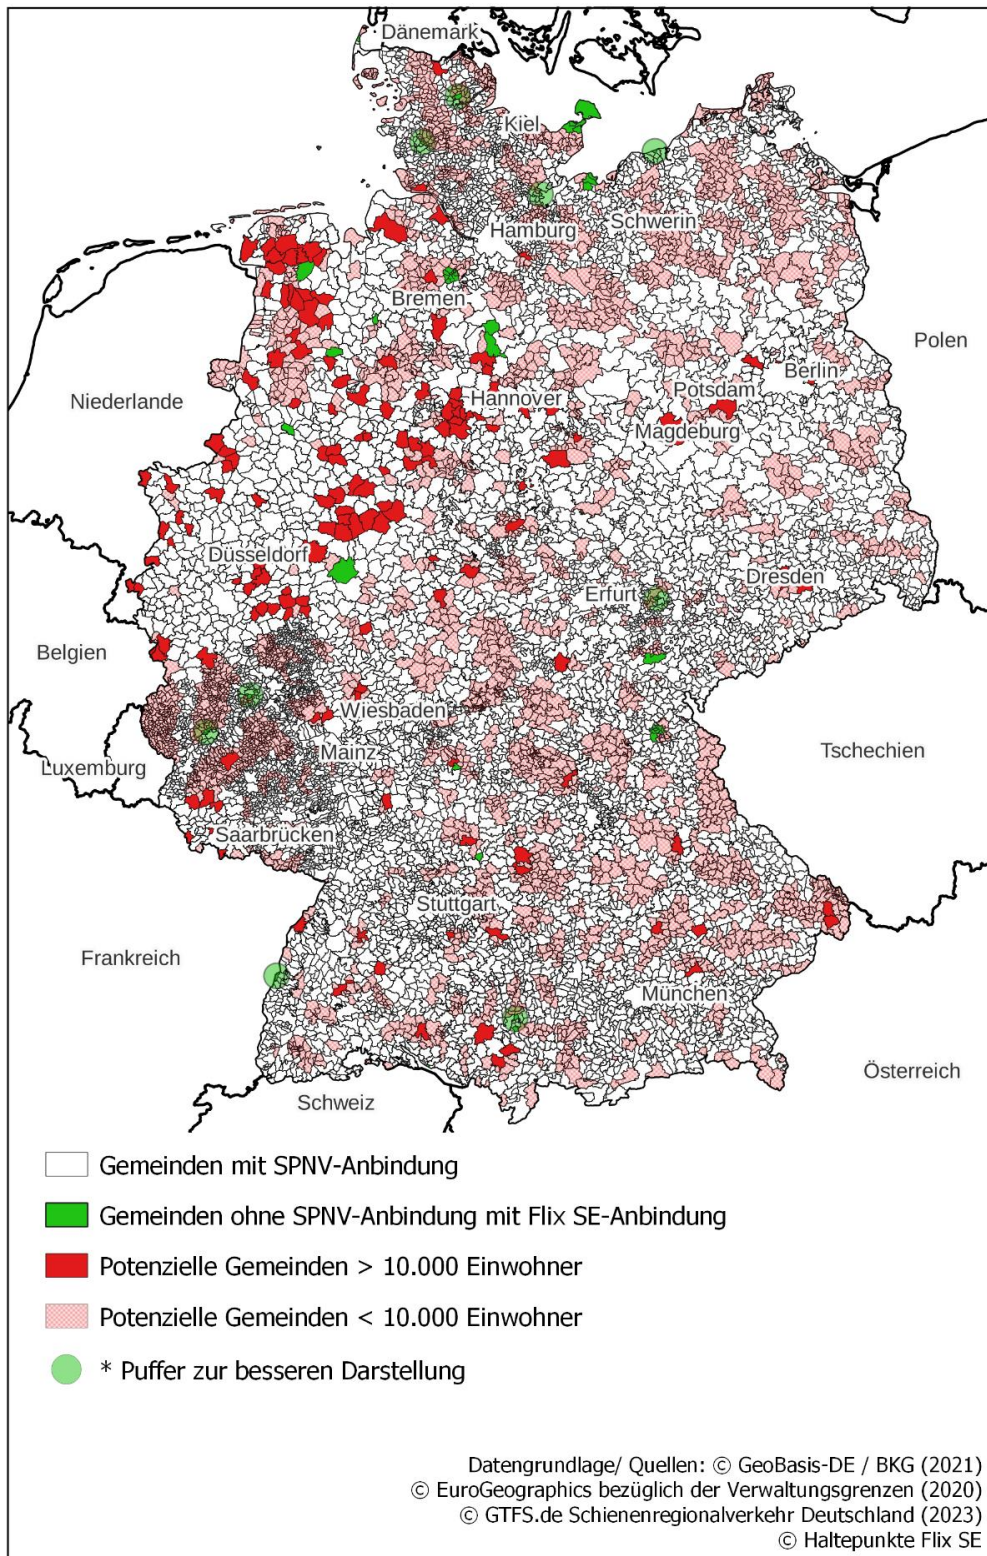 Dänemark
Kiel
Schwerin
Hamburg
Bremen
Polen
Berlin
Potsdam
Niederlande
Hannover
Magdeburg
Düsseldorf
Dresden
Erfurt
Belgien
Wiesbaden
Mainz
Tschechien
Luxemburg
Saarbrücken
Stuttgart
Frankreich
München
Österreich
Schweiz
Gemeinden mit SPNV-Anbindung
Gemeinden ohne SPNV-Anbindung mit Flix SE-Anbindung
Potenzielle Gemeinden > 10.000 Einwohner
Potenzielle Gemeinden < 10.000 Einwohner
* Puffer zur besseren Darstellung
Datengrundlage/ Quellen: © GeoBasis-DE / BKG (2021)
© EuroGeographics bezüglich der Verwaltungsgrenzen (2020)
© GTFS.de Schienenregionalverkehr Deutschland (2023)
© Haltepunkte Flix SE